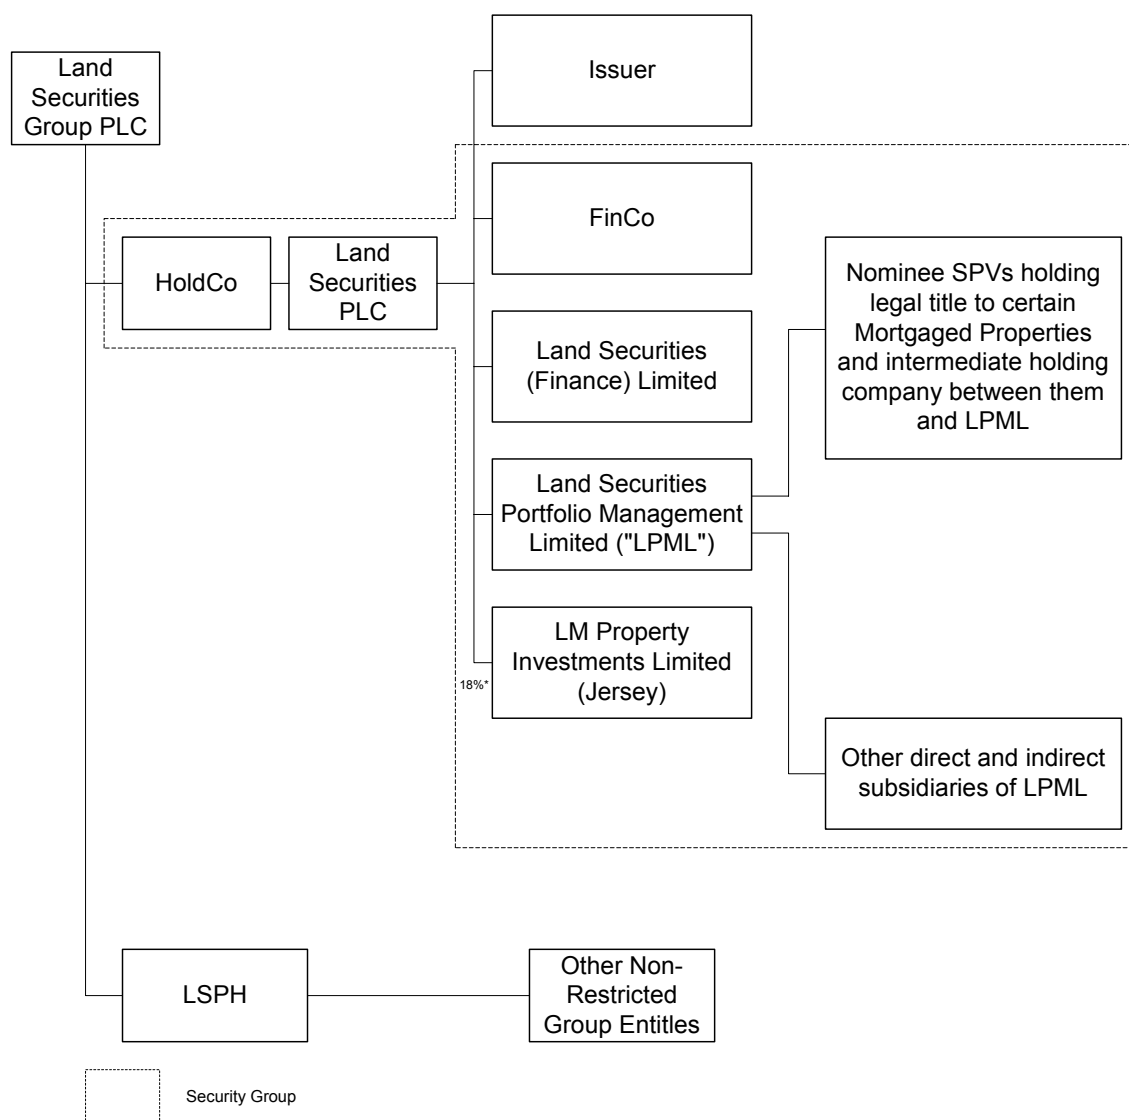 Land
Securities
Group PLC
Issuer
FinCo
HoldCo
Land
Securities
PLC
Nominee SPVs holding
legal title to certain
Mortgaged Properties
and intermediate holding
company between them
and LPML
Land Securities
(Finance) Limited
Land Securities
Portfolio Management
Limited ("LPML")
LM Property
Investments Limited
(Jersey)
18%*
Other direct and indirect
subsidiaries of LPML
LSPH
Other Non-
Restricted
Group Entitles
Security Group